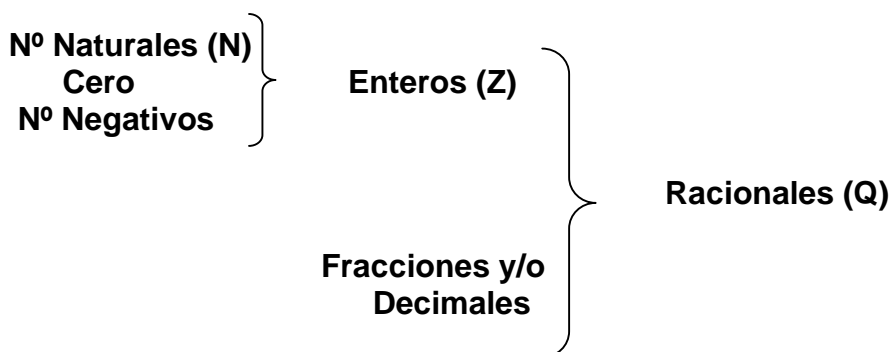 Nº Naturales (N)
Cero
Nº Negativos
Enteros (Z)
Racionales (Q)
Fracciones y/o
Decimales